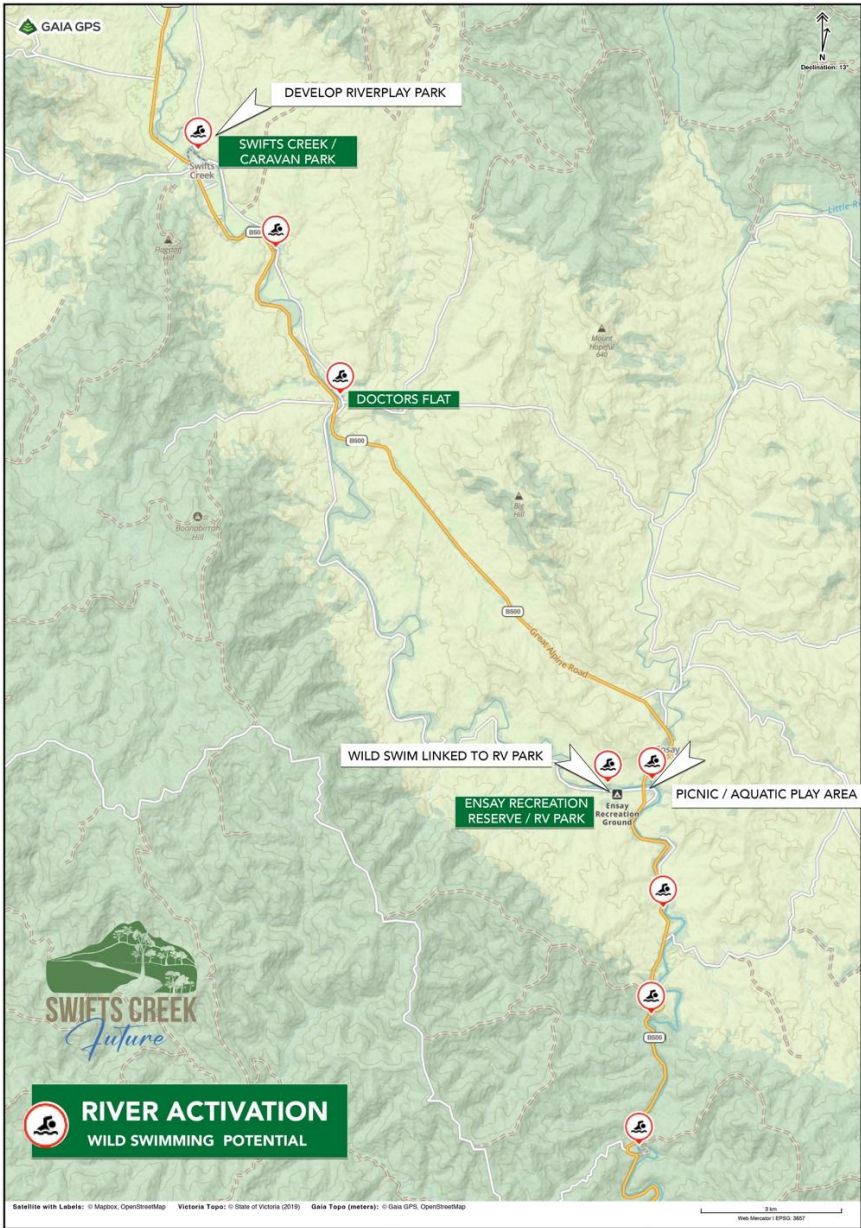 GAIA GPS
N
Declination: 13°
DEVELOP RIVERPLAY PARK
SWIFTS CREEK /
CARAVAN PARK
Swifts
Creek
B500
Flagstaff
Hill
Little
Mount
Hopeful
640
DOCTORS FLAT
B500
Big
Hill
Boonabirrah
Hill
B500
Great Alpine Road
Ensay
WILD SWIM LINKED TO RV PARK
PICNIC / AQUATIC PLAY AREA
ENSAY RECREATION
RESERVE / RV PARK
Ensay
Recreation
Ground
SWIFTS CREEK
Future
B500
RIVER ACTIVATION
WILD SWIMMING POTENTIAL
Satellite with Labels: © Mapbox, OpenStreetMap Victoria Topo: © State of Victoria (2019) Gaia Topo (meters): © Gaia GPS, OpenStreetMap
3 km
Web Mercator | EPSG: 3857